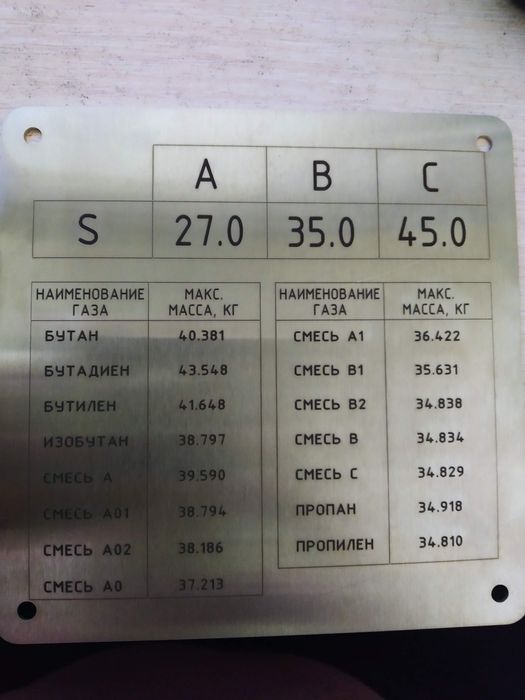 A B C
S 27.0 35.0 45.0
НАИМЕНОВАНИЕ ГАЗА МАКС. МАССА, КГ
БУТАН 40.381
БУТАДИЕН 43.548
БУТИЛЕН 41.648
ИЗОБУТАН 38.797
СМЕСЬ А 39.590
СМЕСЬ А01 38.794
СМЕСЬ А02 38.186
СМЕСЬ А0 37.213
НАИМЕНОВАНИЕ ГАЗА МАКС. МАССА, КГ
СМЕСЬ А1 36.422
СМЕСЬ В1 35.631
СМЕСЬ В2 34.838
СМЕСЬ В 34.834
СМЕСЬ С 34.829
ПРОПАН 34.918
ПРОПИЛЕН 34.810